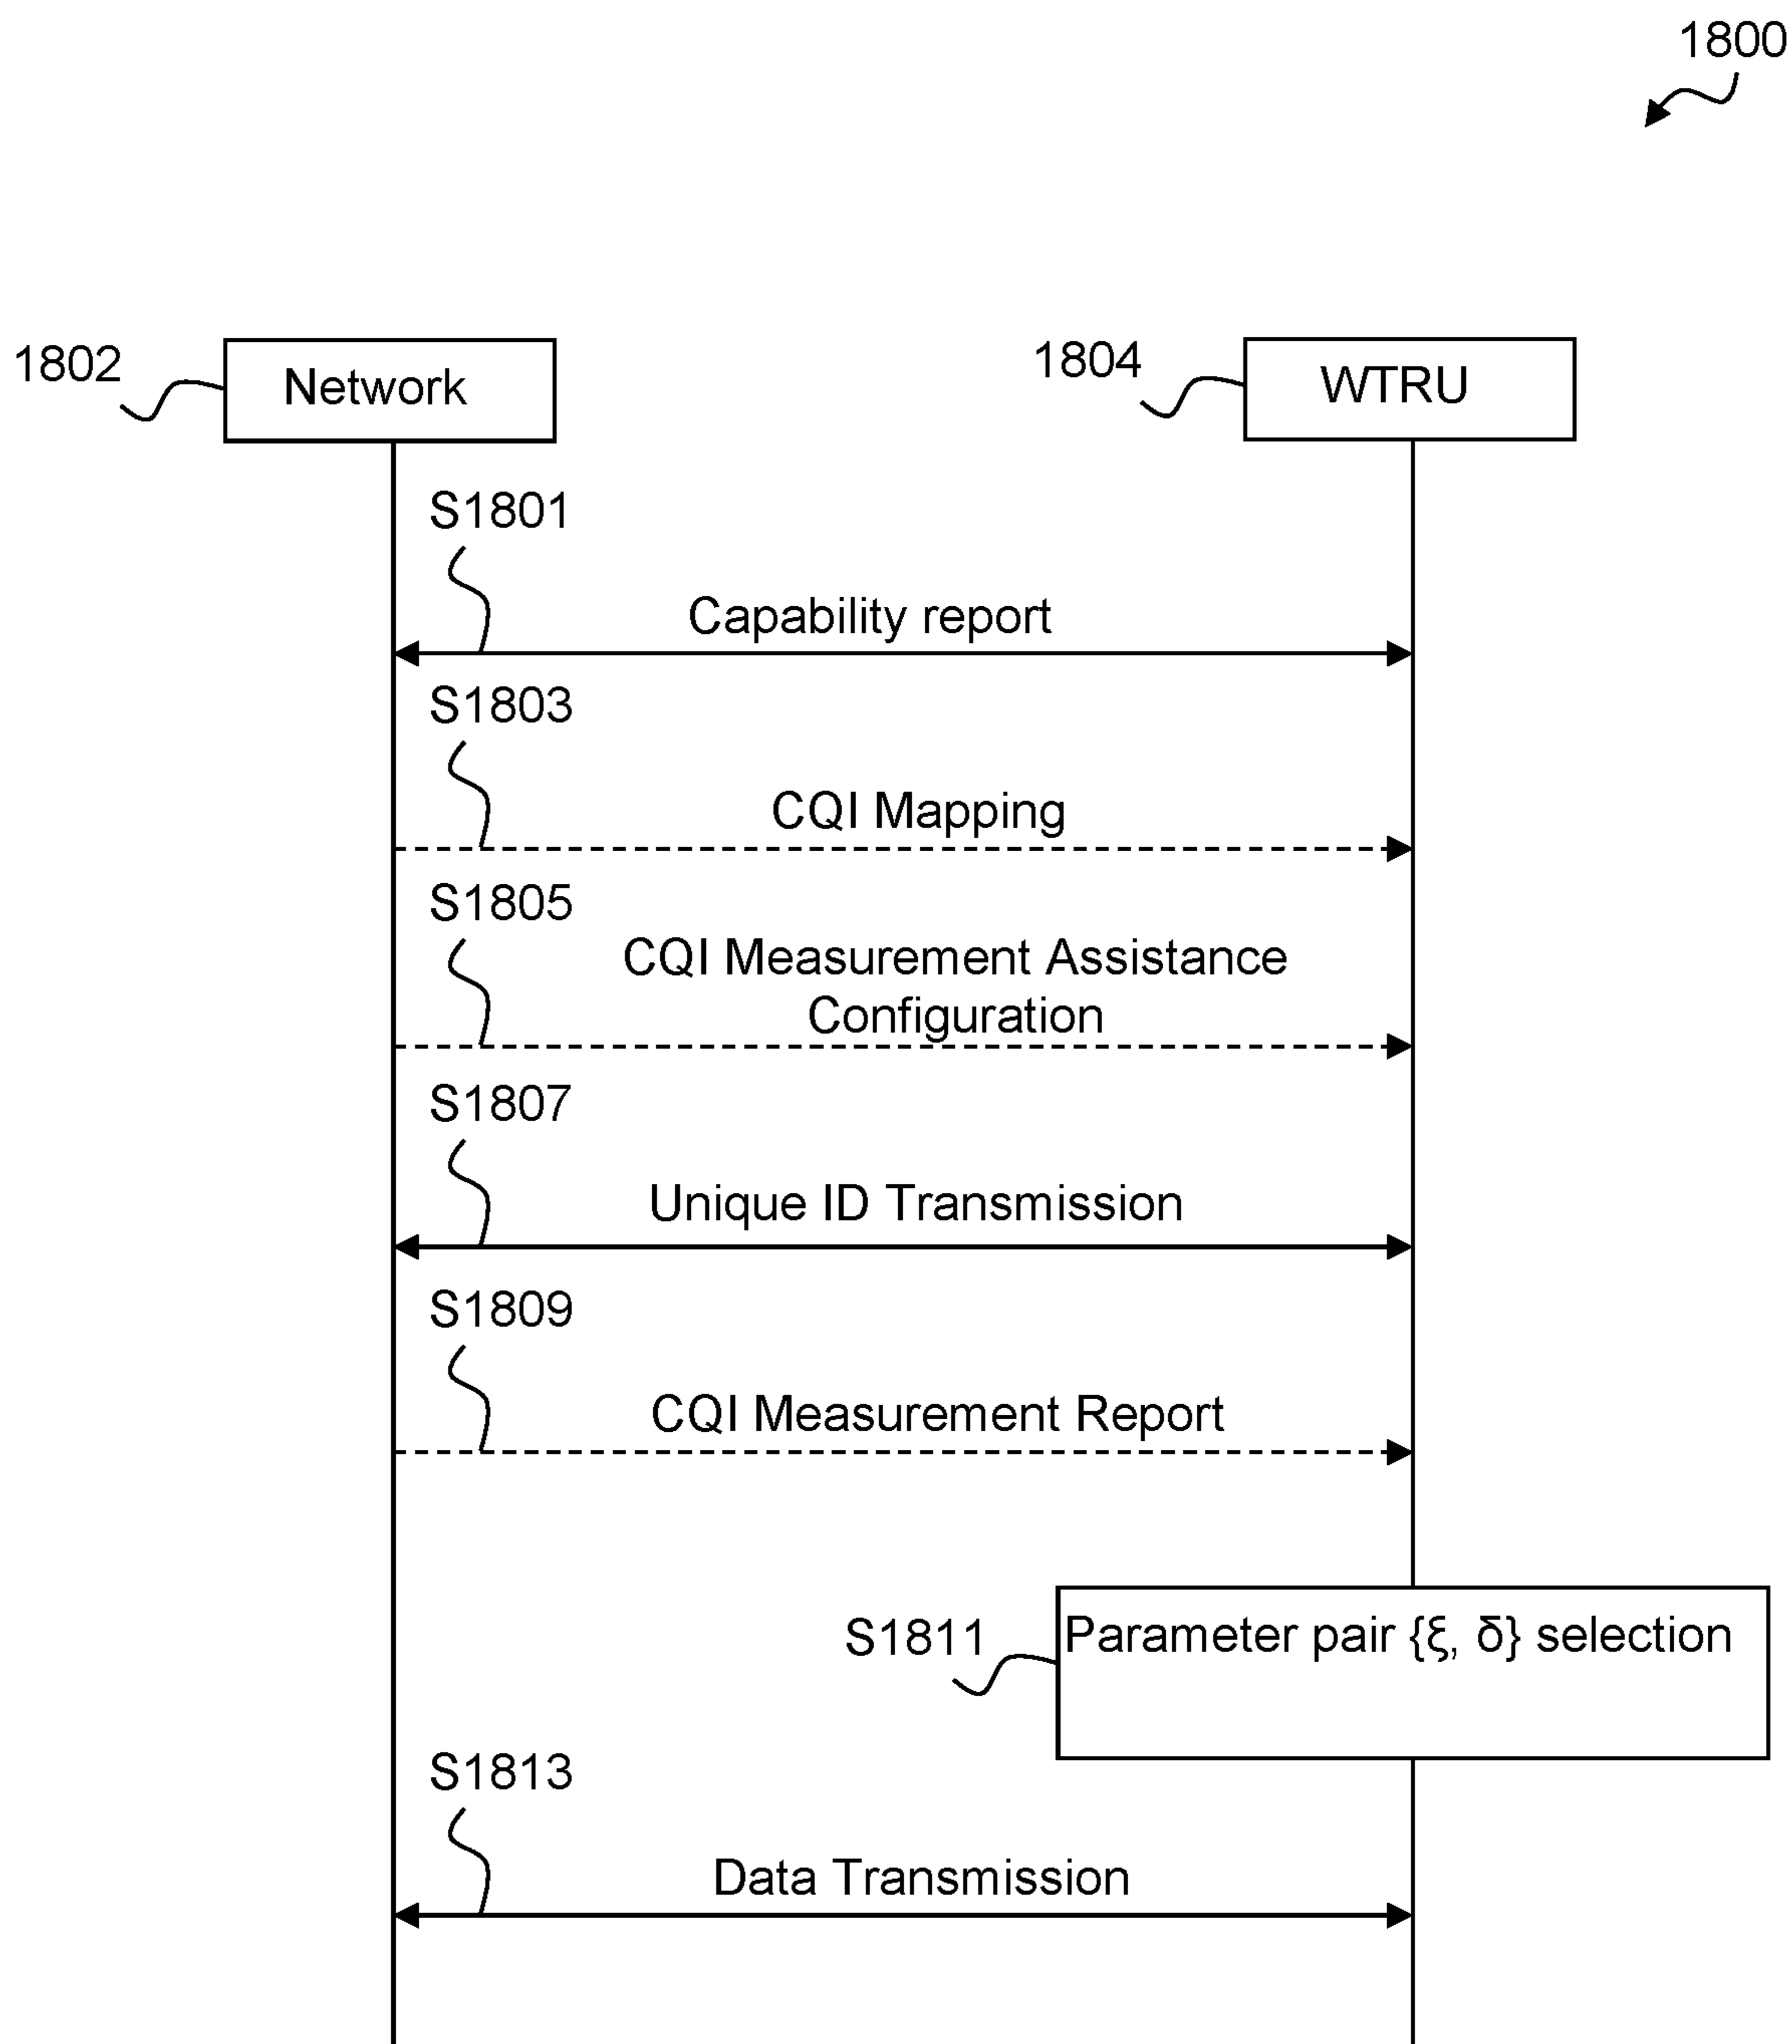 1800
1802
Network
1804
WTRU
S1801
Capability report
S1803
CQI Mapping
S1805
CQI Measurement Assistance
Configuration
S1807
Unique ID Transmission
S1809
CQI Measurement Report
S1811
Parameter pair {ξ, δ} selection
S1813
Data Transmission